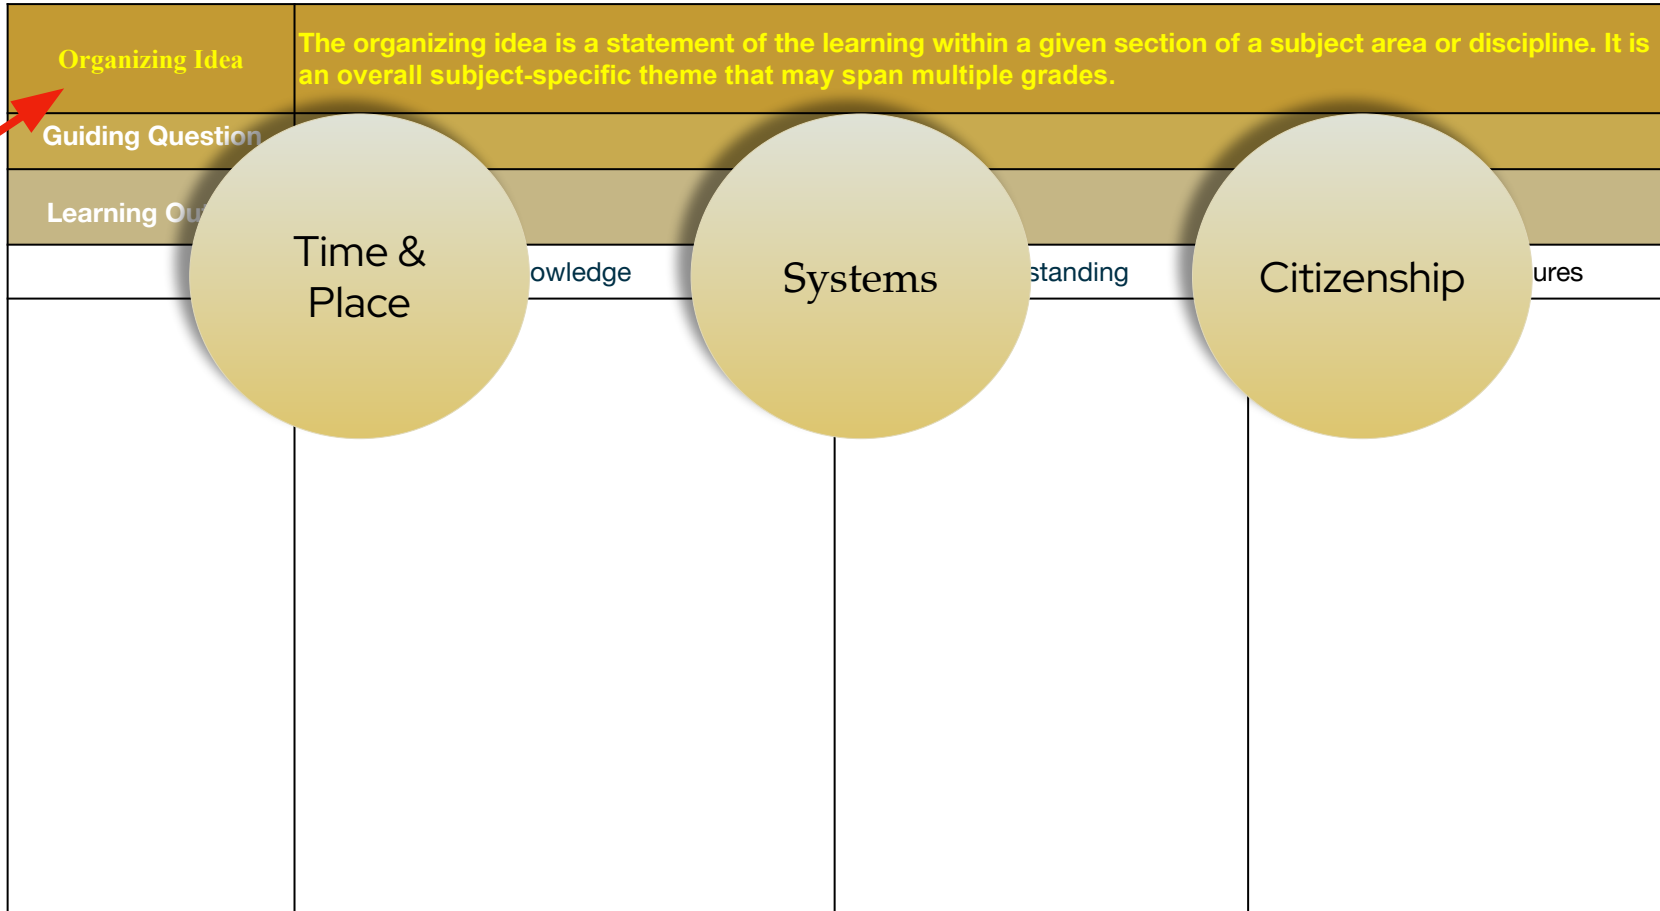 Organizing Idea
The organizing idea is a statement of the learning within a given section of a subject area or discipline. It is
an overall subject-specific theme that may span multiple grades.
Guiding Question
Learning Ou
Time &
Place
owledge
Systems
standing
Citizenship
ures